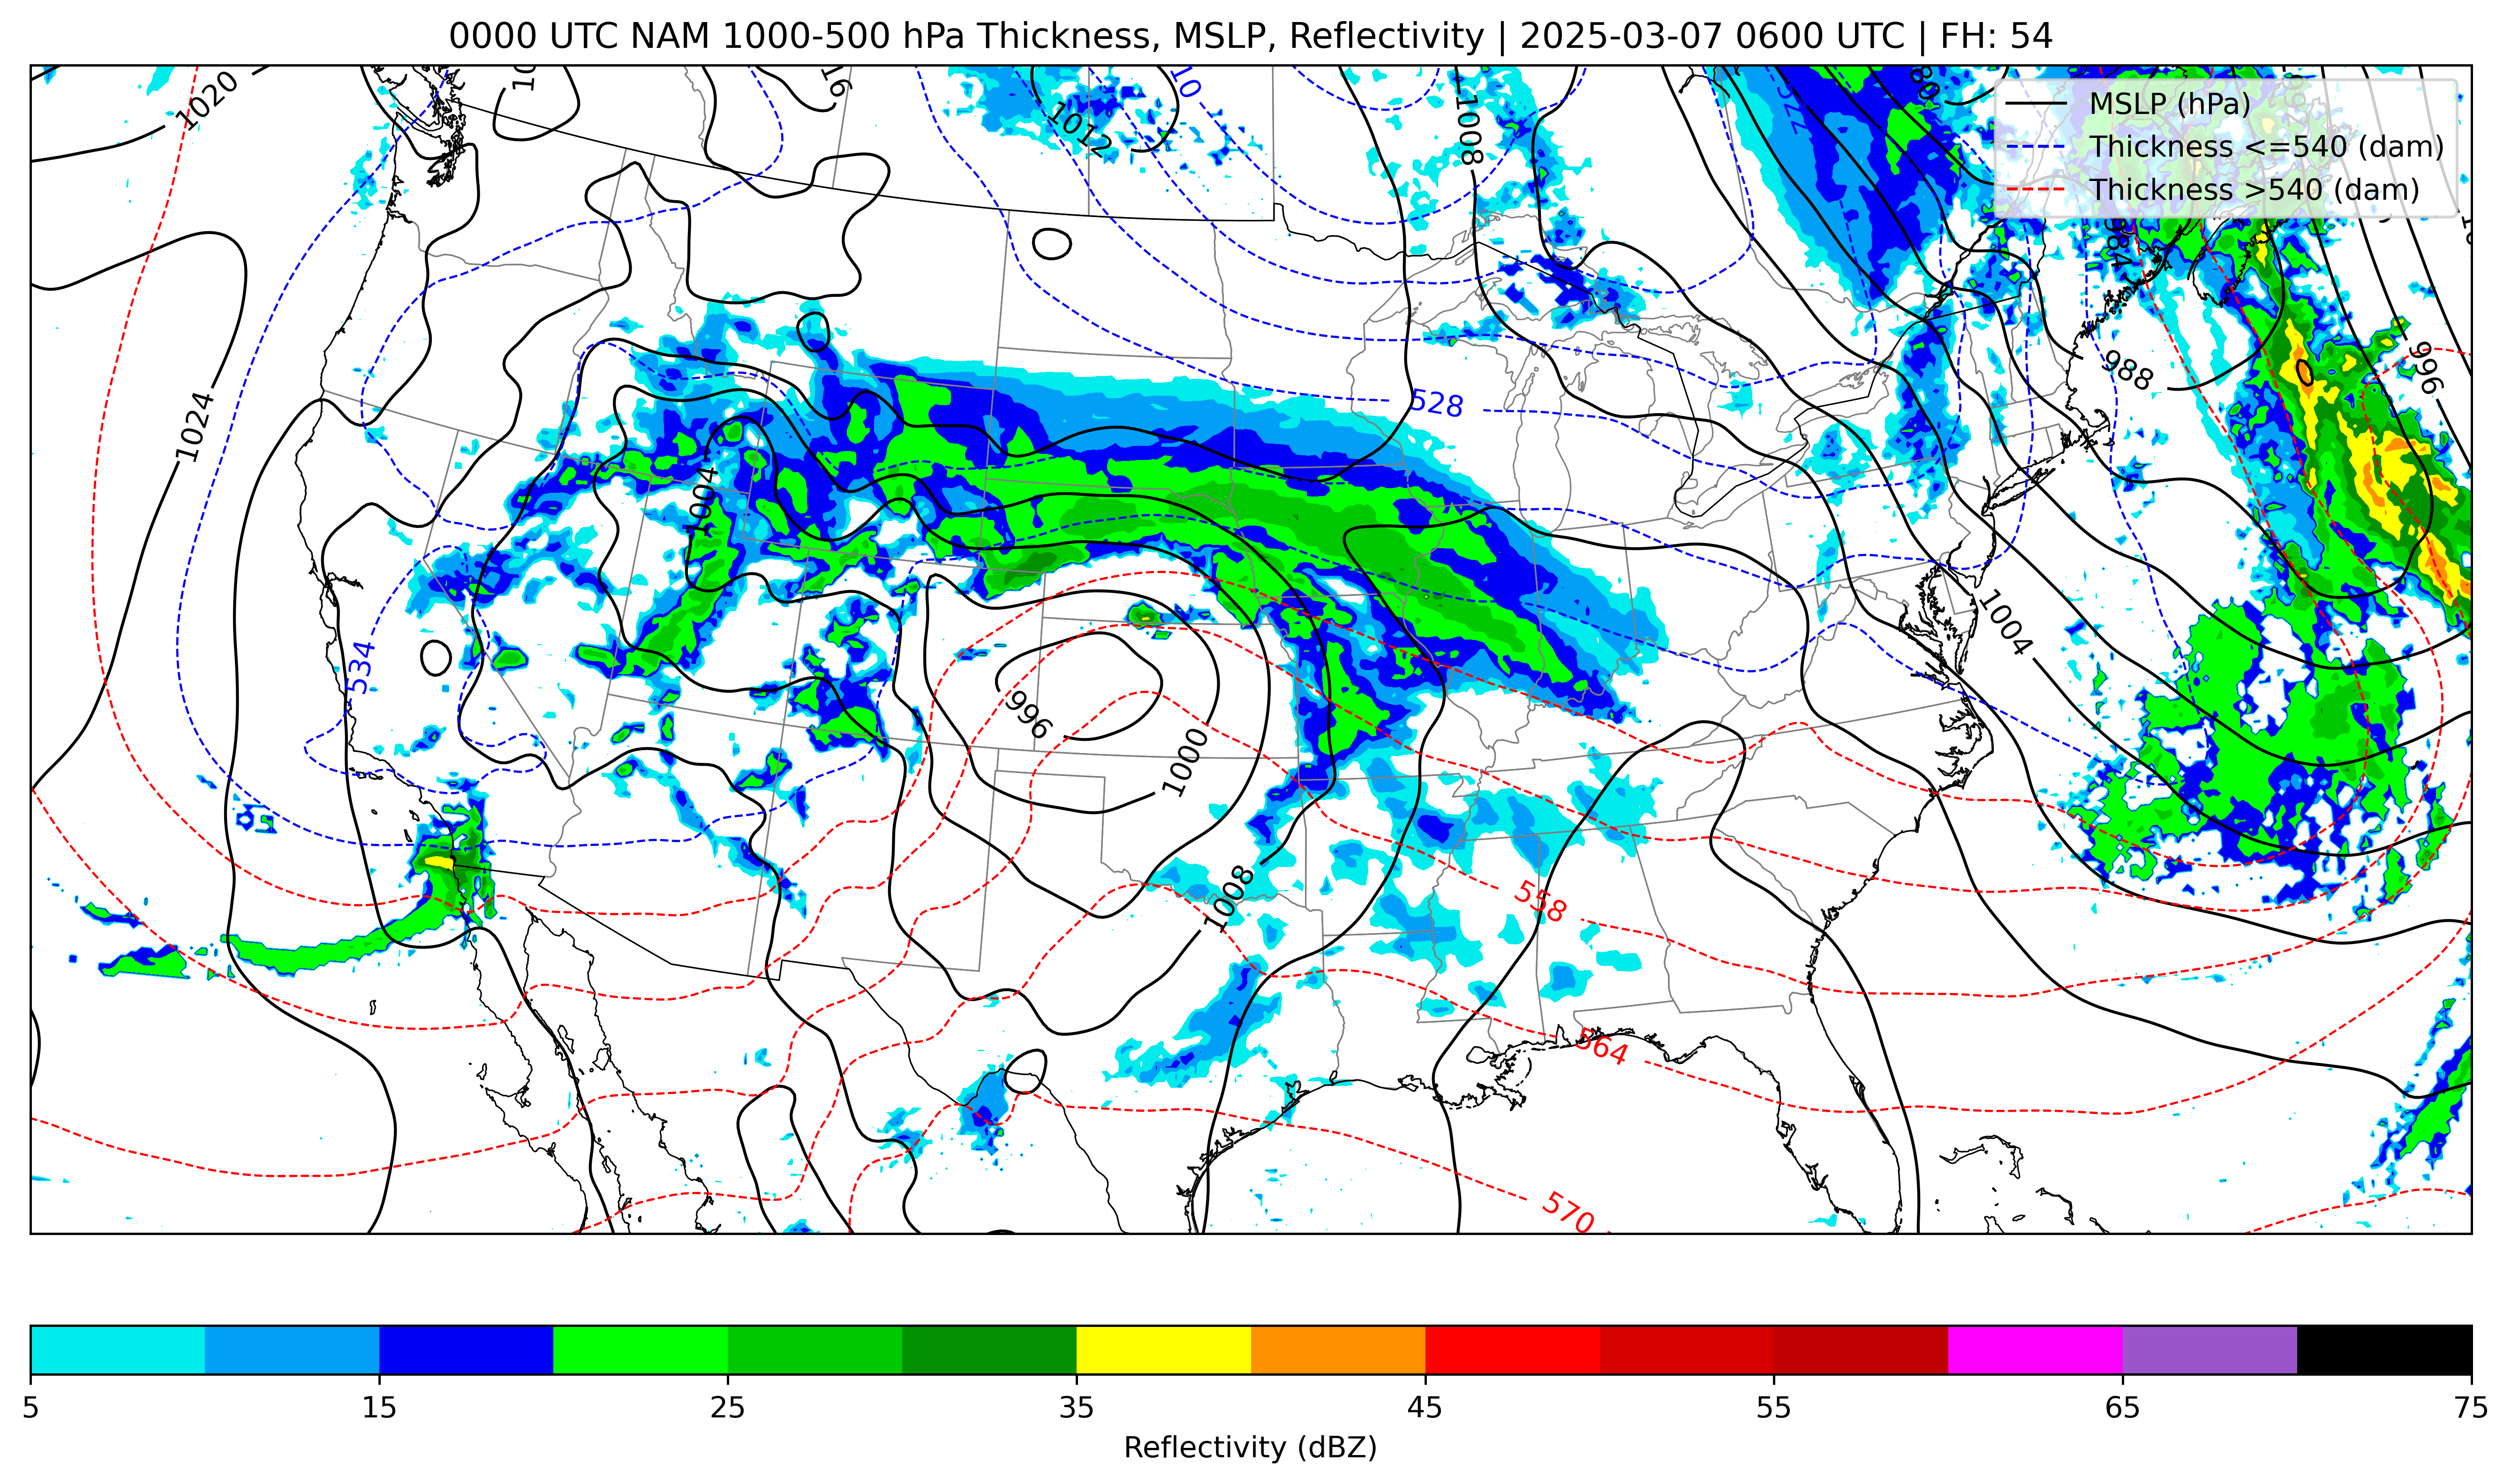 0000 UTC NAM 1000-500 hPa Thickness, MSLP, Reflectivity | 2025-03-07 0600 UTC | FH: 54
MSLP (hPa)
Thickness <=540 (dam)
Thickness >540 (dam)
1020
1012
1008
1024
984
988
996
528
1004
1004
534
996
1000
1008
558
564
570
5 15 25 35 45 55 65 75
Reflectivity (dBZ)